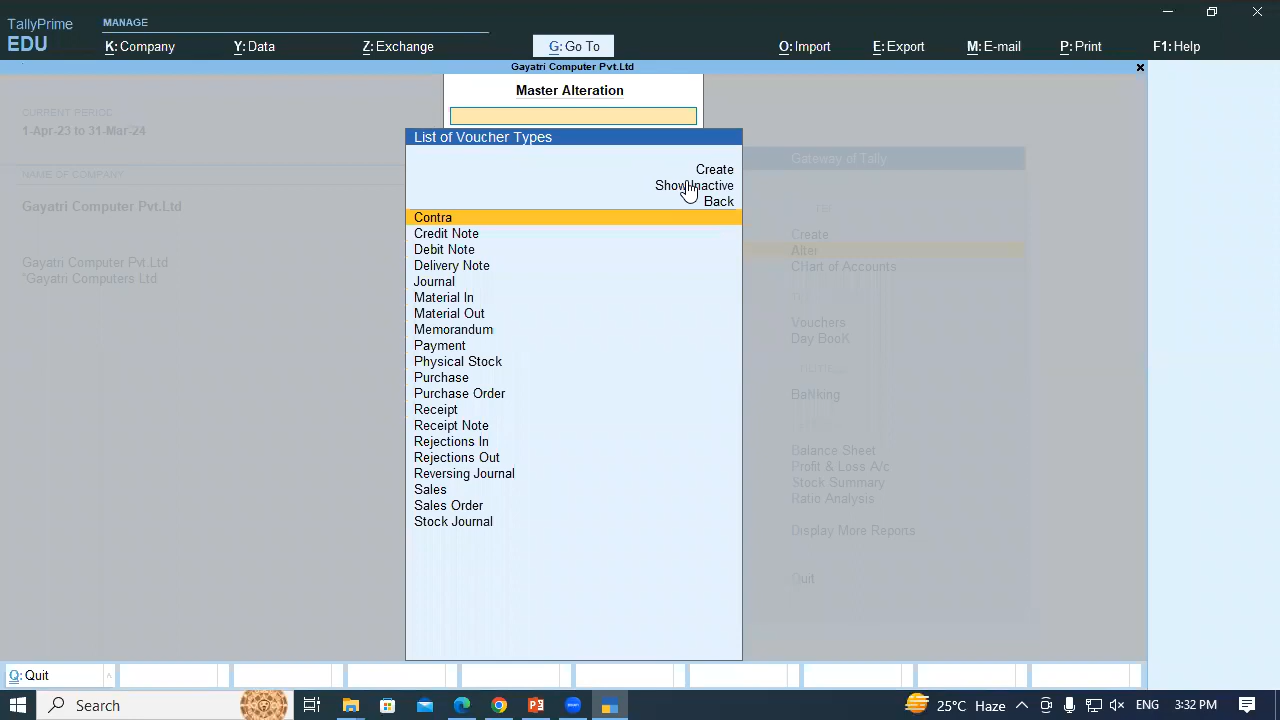 TallyPrime
EDU
MANAGE
K: Company
Y: Data
Z: Exchange
G: Go To
O: Import
E: Export
M: E-mail
P: Print
F1: Help
Gayatri Computer Pvt.Ltd
Master Alteration
CURRENT PERIOD
1-Apr-23 to 31-Mar-24
NAME OF COMPANY
Gayatri Computer Pvt.Ltd
Gayatri Computer Pvt.Ltd
"Gayatri Computers Ltd
List of Voucher Types
Create
Show Inactive
Back
Contra
Credit Note
Debit Note
Delivery Note
Journal
Material In
Material Out
Memorandum
Payment
Physical Stock
Purchase
Purchase Order
Receipt
Receipt Note
Rejections In
Rejections Out
Reversing Journal
Sales
Sales Order
Stock Journal
Gateway of Tally
Create
Alter
CHart of Accounts
Vouchers
Day BooK
BaNking
Balance Sheet
Profit & Loss A/c
Stock Summary
Ratio Analysis
Display More Reports
Quit
Q: Quit
Search
25°C Haze
ENG
3:32 PM